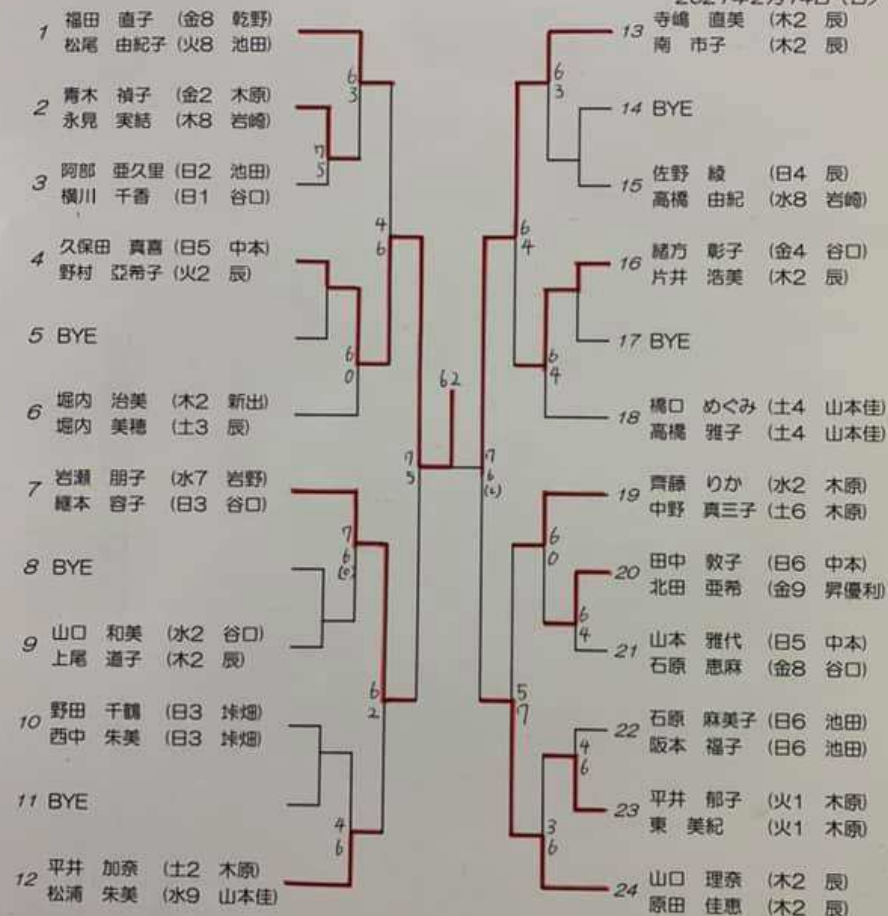 2021年2月14日(日)
1 福田 直子 (金8 乾野)
松尾 由紀子 (火8 池田)
2 青木 禎子 (金2 木原)
永見 実結 (木8 岩崎)
3 阿部 亜久里 (日2 池田)
横川 千香 (日1 谷口)
4 久保田 真喜 (日5 中本)
野村 亞希子 (火2 辰)
5 BYE
6 堀内 治美 (木2 新出)
堀内 美穂 (土3 辰)
7 岩瀬 朋子 (水7 岩野)
継本 容子 (日3 谷口)
8 BYE
9 山口 和美 (水2 谷口)
上尾 道子 (木2 辰)
10 野田 千鶴 (日3 垰畑)
西中 朱美 (日3 垰畑)
11 BYE
12 平井 加奈 (土2 木原)
松浦 朱美 (水9 山本佳)
6
3
7
5
4
6
6
0
7
5
7
6
6
2
4
6
62
13 寺嶋 直美 (木2 辰)
南 市子 (木2 辰)
14 BYE
15 佐野 綾 (日4 辰)
高橋 由紀 (水8 岩崎)
16 緒方 彰子 (金4 谷口)
片井 浩美 (木2 辰)
17 BYE
18 橋口 めぐみ (土4 山本佳)
高橋 雅子 (土4 山本佳)
19 齊藤 りか (水2 木原)
中野 真三子 (土6 木原)
20 田中 敦子 (日6 中本)
北田 亜希 (金9 昇優利)
21 山本 雅代 (日5 中本)
石原 恵麻 (金8 谷口)
22 石原 麻美子 (日6 池田)
阪本 福子 (日6 池田)
23 平井 郁子 (火1 木原)
東 美紀 (火1 木原)
24 山口 理奈 (木2 辰)
原田 佳恵 (木2 辰)
6
3
6
4
6
4
7
6
6
0
6
4
5
7
4
6
3
6